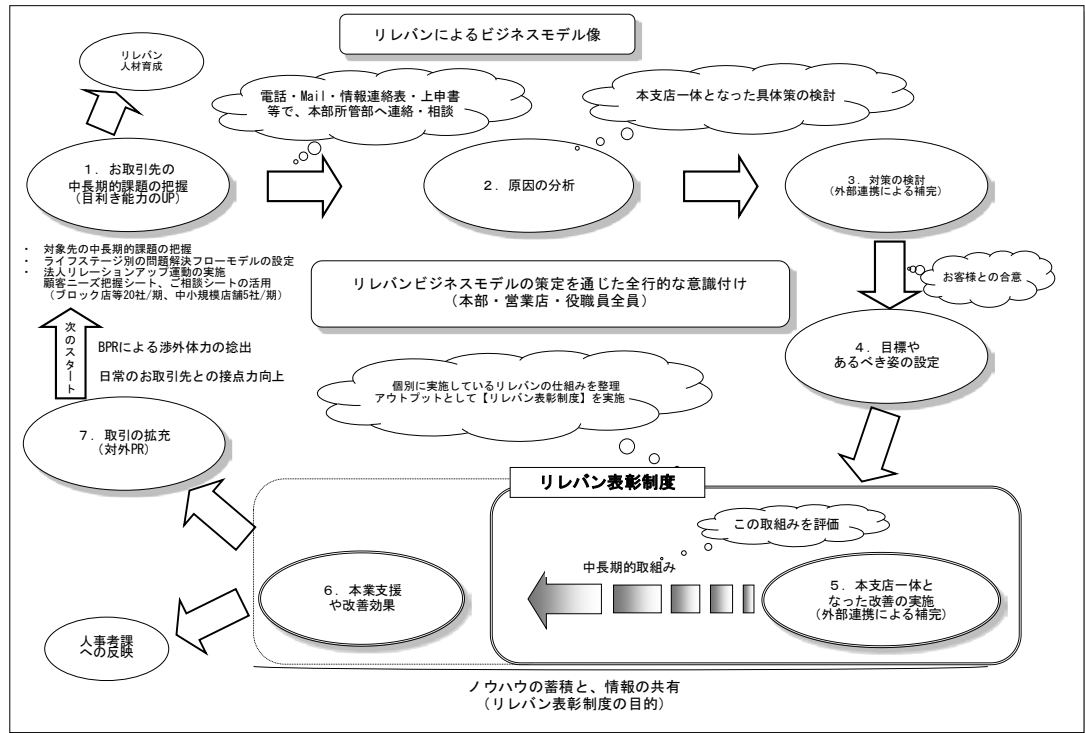 リレバンによるビジネスモデル像
リレバン
人材育成
電話・Mail・情報連絡表・上申書
等で、本部所管部へ連絡・相談
本支店一体となった具体策の検討
１．お取引先の
中長期的課題の把握
（目利き能力のUP）
２．原因の分析
３．対策の検討
（外部連携による補完）
・ 対象先の中長期的課題の把握
・ ライフステージ別の問題解決フローモデルの設定
・ 法人リレーションアップ運動の実施
顧客ニーズ把握シート、ご相談シートの活用
（ブロック店等20社/期、中小規模店舗5社/期）
お客様との合意
リレバンビジネスモデルの策定を通じた全行的な意識付け
（本部・営業店・役職員全員）
次のスタート
BPRによる渉外体力の捻出
日常のお取引先との接点力向上
４．目標や
あるべき姿の設定
個別に実施しているリレバンの仕組みを整理
アウトプットとして【リレバン表彰制度】を実施
７．取引の拡充
（対外PR）
リレバン表彰制度
この取組みを評価
中長期的取組み
６．本業支援
や改善効果
５．本支店一体と
なった改善の実施
（外部連携による補完）
人事考課
への反映
ノウハウの蓄積と、情報の共有
（リレバン表彰制度の目的）